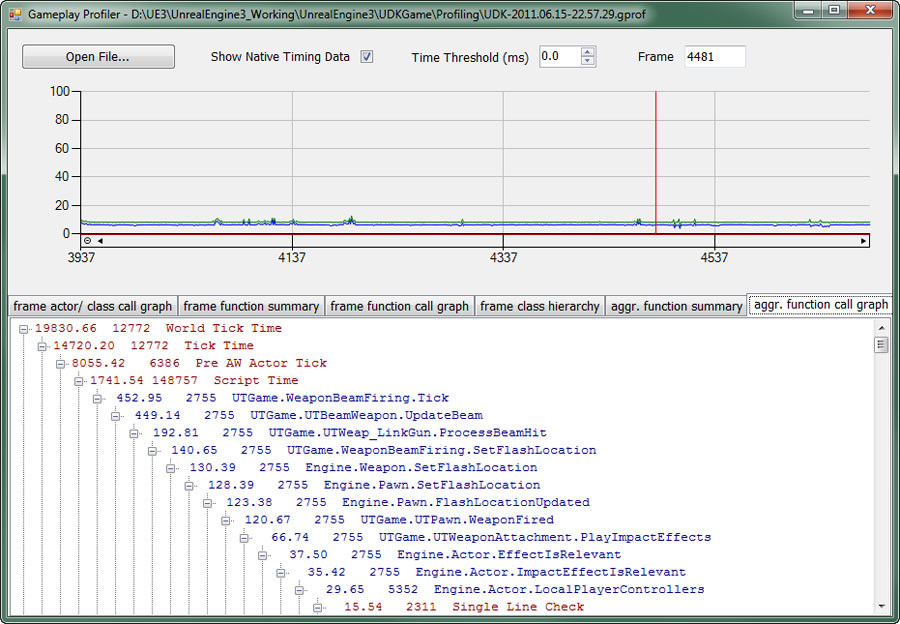 Gameplay Profiler - D:\UE3\UnrealEngine3_Working\UnrealEngine3\UDKGame\Profiling\UDK-2011.06.15-22.57.29.gprof
Open File... Show Native Timing Data Time Threshold (ms) 0.0 Frame 4481
100
80
60
40
20
0
3937 4137 4337 4537
frame actor/ class call graph frame function summary frame function call graph frame class hierarchy aggr. function summary aggr. function call graph
19830.66 12772 World Tick Time
14720.20 12772 Tick Time
8055.42 6386 Pre AW Actor Tick
1741.54 148757 Script Time
452.95 2755 UTGame.WeaponBeamFiring.Tick
449.14 2755 UTGame.UTBeamWeapon.UpdateBeam
192.81 2755 UTGame.UTWeap_LinkGun.ProcessBeamHit
140.65 2755 UTGame.WeaponBeamFiring.SetFlashLocation
130.39 2755 Engine.Weapon.SetFlashLocation
128.39 2755 Engine.Pawn.SetFlashLocation
123.38 2755 Engine.Pawn.FlashLocationUpdated
120.67 2755 UTGame.UTPawn.WeaponFired
66.74 2755 UTGame.UTWeaponAttachment.PlayImpactEffects
37.50 2755 Engine.Actor.EffectIsRelevant
35.42 2755 Engine.Actor.ImpactEffectIsRelevant
29.65 5352 Engine.Actor.LocalPlayerControllers
15.54 2311 Single Line Check